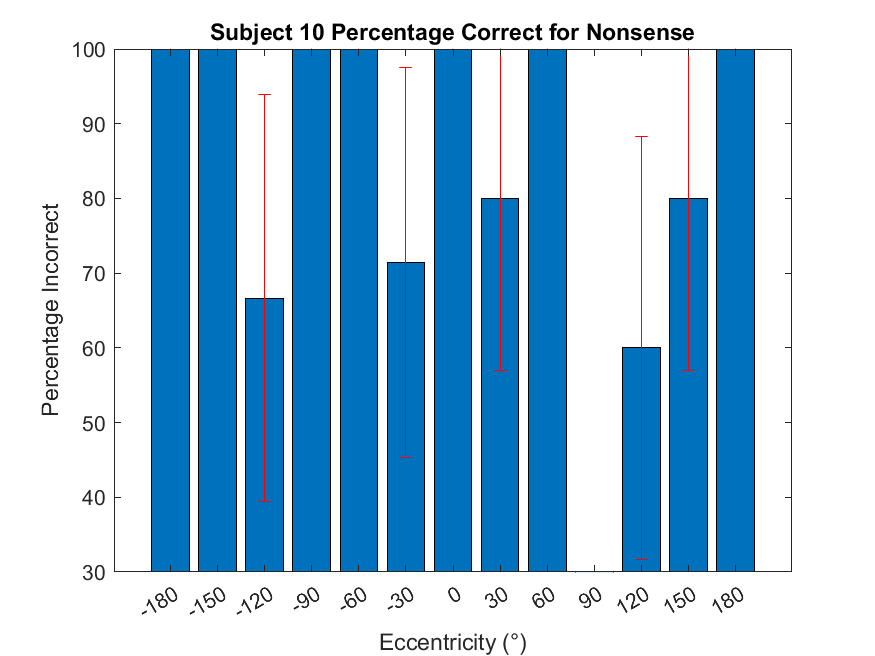 Subject 10 Percentage Correct for Nonsense
Percentage Incorrect
100
90
80
70
60
50
40
30
-180 -150 -120 -90 -60 -30 0 30 60 90 120 150 180
Eccentricity (°)